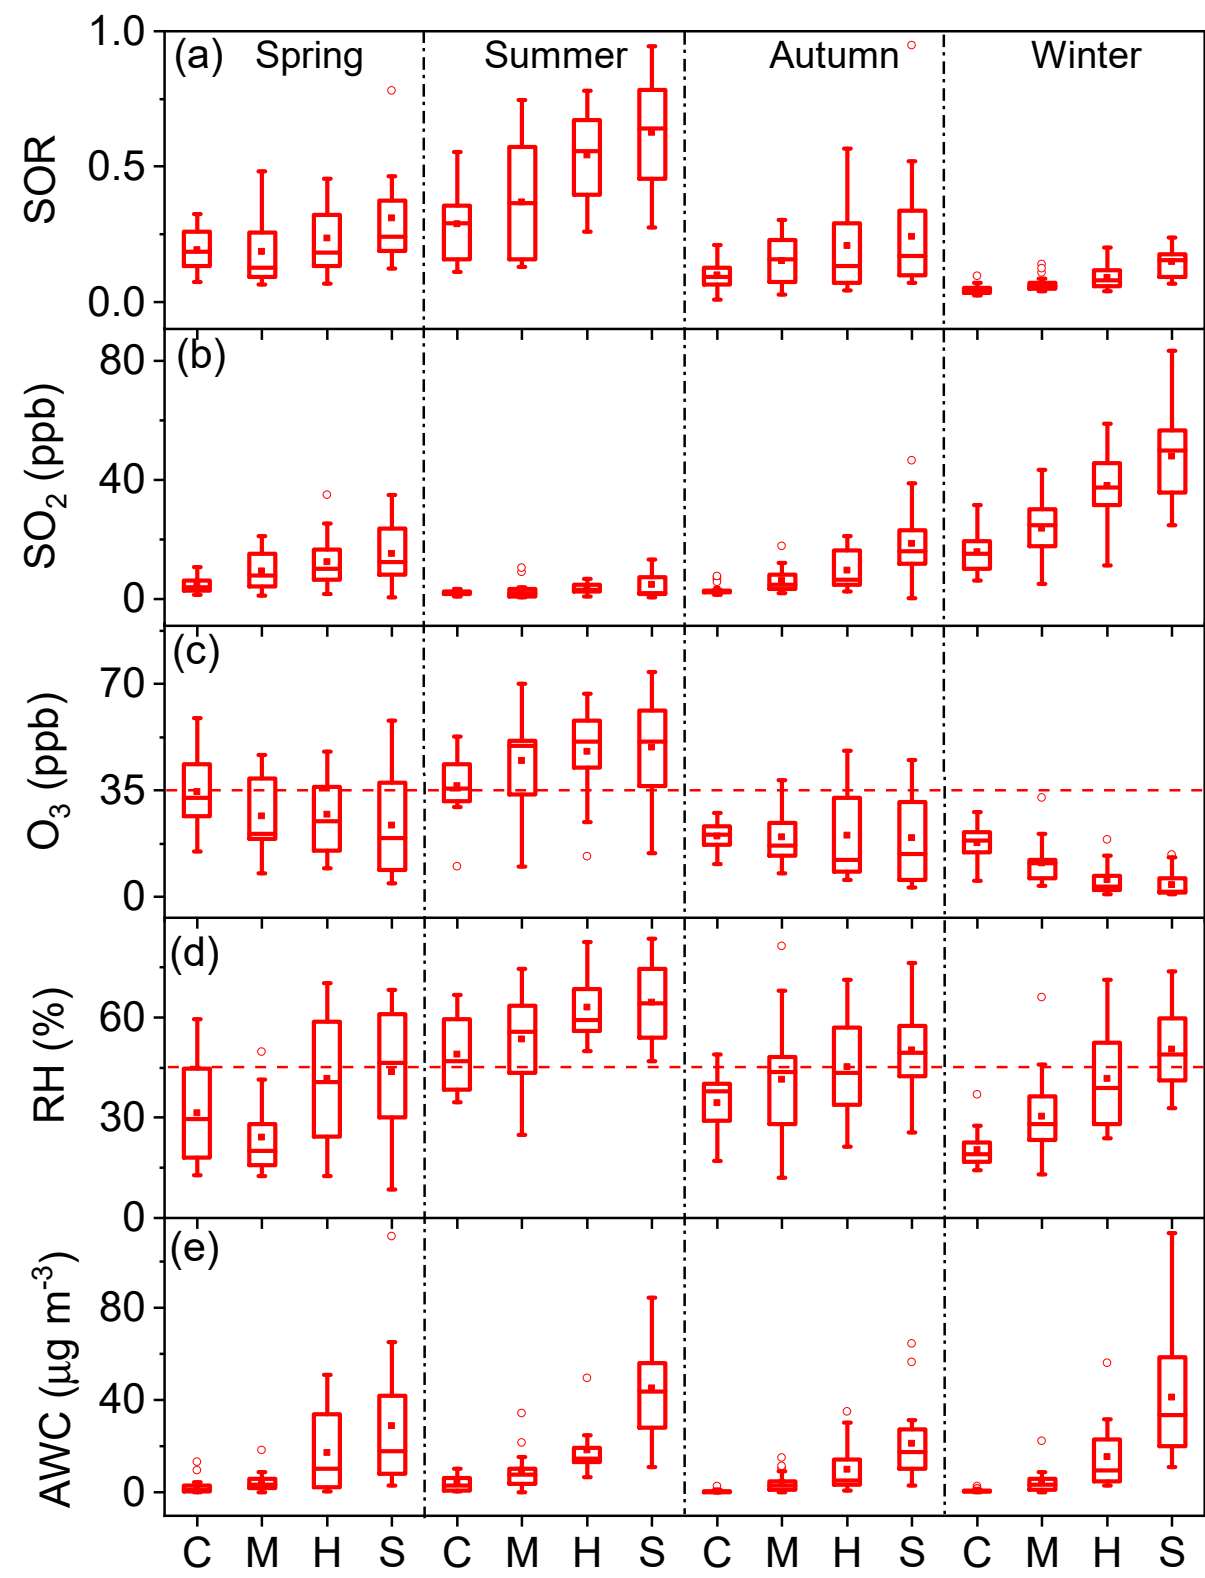 (a) Spring Summer Autumn Winter
1.0
0.5
0.0
SOR
(b)
80
40
0
SO₂ (ppb)
(c)
70
35
0
O₃ (ppb)
(d)
60
30
0
RH (%)
(e)
80
40
0
AWC (μg m⁻³)
C M H S C M H S C M H S C M H S